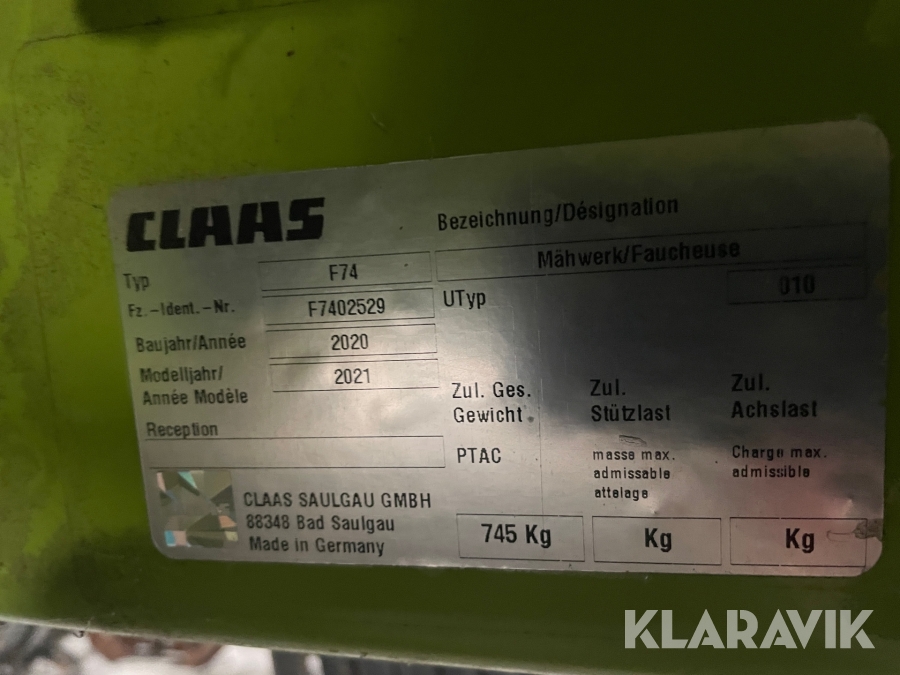 CLAAS
Bezeichnung/Désignation
Mähwerk/Faucheuse
Typ F74
UTyp 010
Fz.-Ident.-Nr. F7402529
Baujahr/Année 2020
Modelljahr/
Année Modèle 2021
Reception
Zul. Ges.
Gewicht
PTAC
745 Kg
Zul.
Stützlast
masse max.
admissable
attelage
Kg
Zul.
Achslast
Charge max.
admissible
Kg
CLAAS SAULGAU GMBH
88348 Bad Saulgau
Made in Germany
KLARAVIK